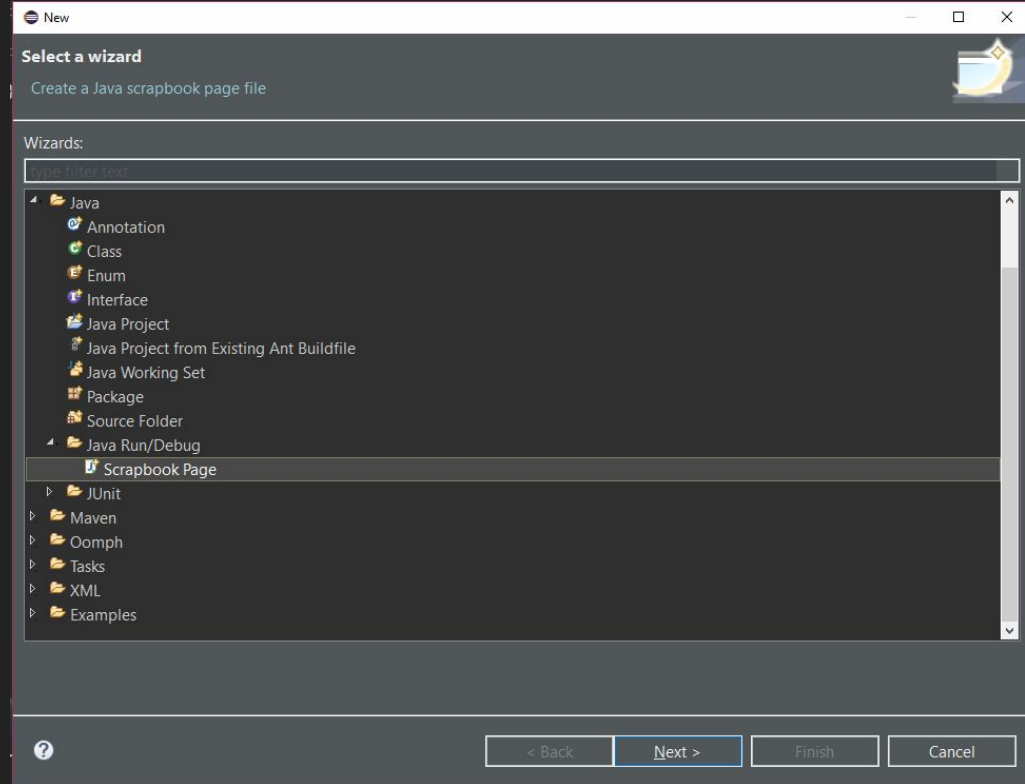 New
Select a wizard
Create a Java scrapbook page file
Wizards:
type filter text
Java
Annotation
Class
Enum
Interface
Java Project
Java Project from Existing Ant Buildfile
Java Working Set
Package
Source Folder
Java Run/Debug
Scrapbook Page
JUnit
Maven
Oomph
Tasks
XML
Examples
< Back Next > Finish Cancel